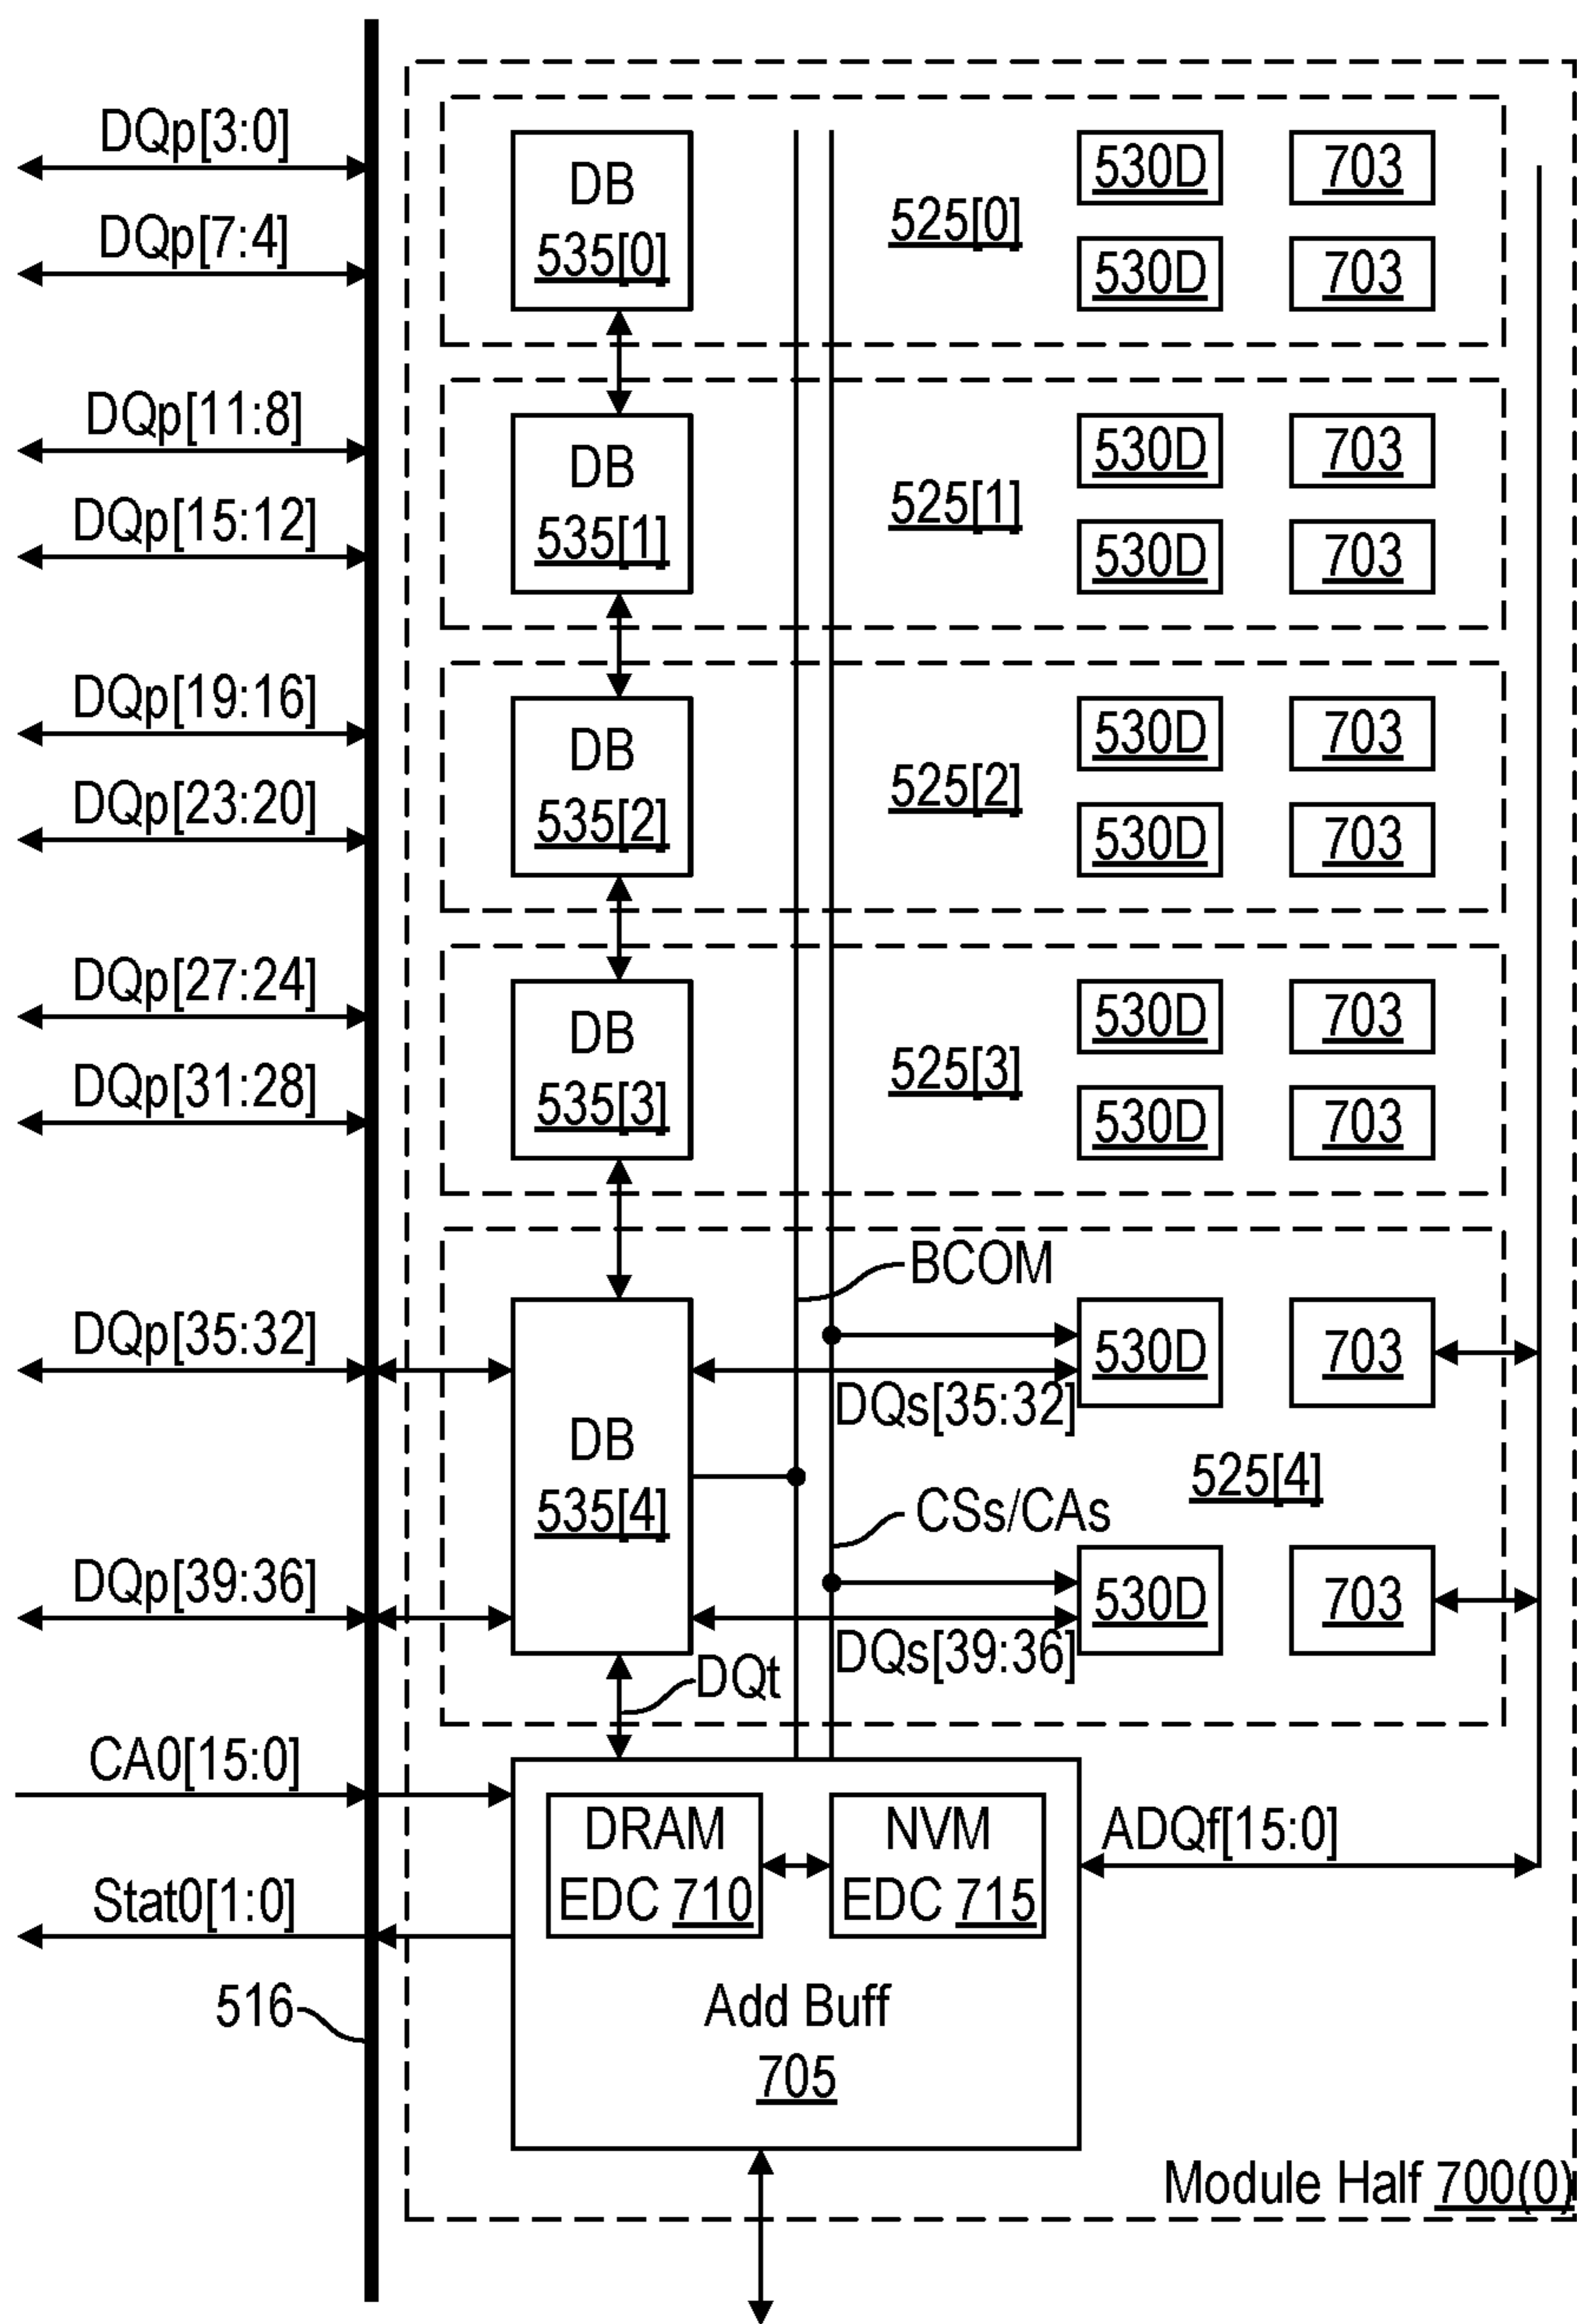 DQp[3:0]
DQp[7:4]
DB
535[0]
525[0]
530D
703
530D
703
DQp[11:8]
DQp[15:12]
DB
535[1]
525[1]
530D
703
530D
703
DQp[19:16]
DQp[23:20]
DB
535[2]
525[2]
530D
703
530D
703
DQp[27:24]
DQp[31:28]
DB
535[3]
525[3]
530D
703
530D
703
BCOM
DQp[35:32]
530D
703
DQs[35:32]
DB
535[4]
525[4]
CSs/CAs
DQp[39:36]
530D
703
DQs[39:36]
DQt
CA0[15:0]
DRAM
EDC 710
NVM
EDC 715
ADQf[15:0]
Stat0[1:0]
516
Add Buff
705
Module Half 700(0)